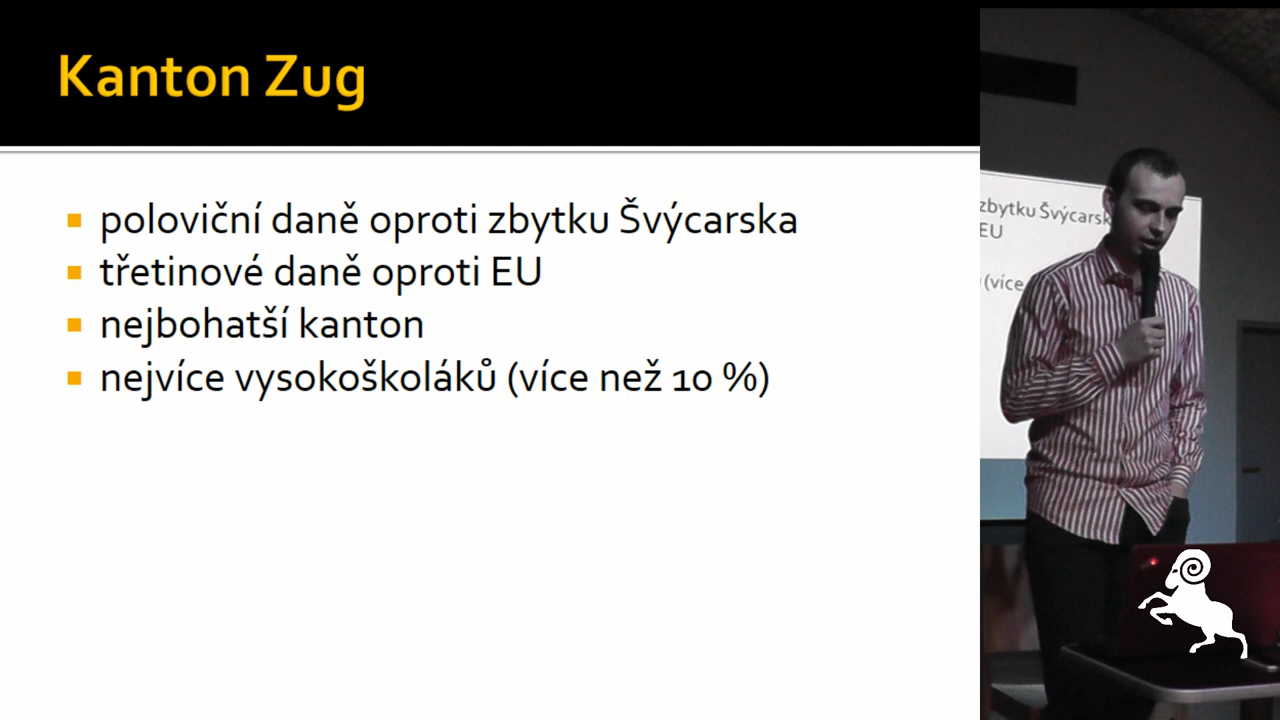 Kanton Zug
poloviční daně oproti zbytku Švýcarska
třetinové daně oproti EU
nejbohatší kanton
nejvíce vysokoškoláků (více než 10 %)
zbytku Švýcarsk
EU
(více